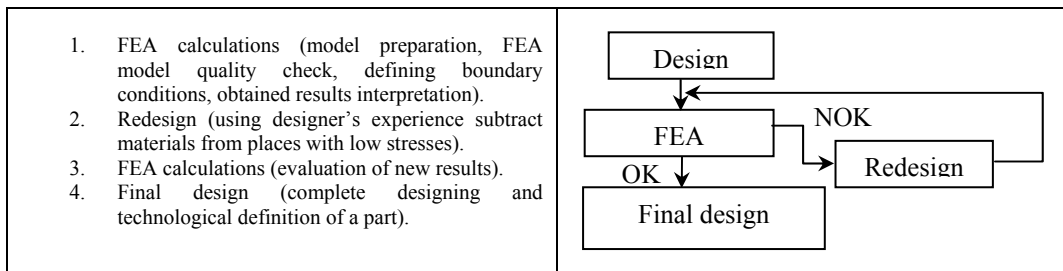 1. FEA calculations (model preparation, FEA
model quality check, defining boundary
conditions, obtained results interpretation).
2. Redesign (using designer’s experience subtract
materials from places with low stresses).
3. FEA calculations (evaluation of new results).
4. Final design (complete designing and
technological definition of a part).
Design
FEA
NOK
Redesign
OK
Final design